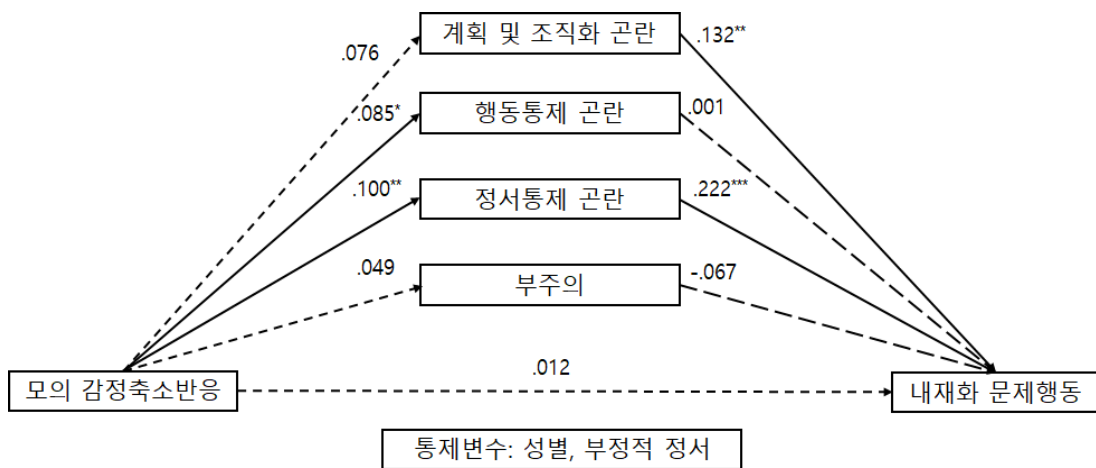 계획 및 조직화 곤란
.132**
.076
행동통제 곤란
.085*
.001
정서통제 곤란
.100**
.222***
부주의
.049
-.067
모의 감정축소반응
.012
내재화 문제행동
통제변수: 성별, 부정적 정서